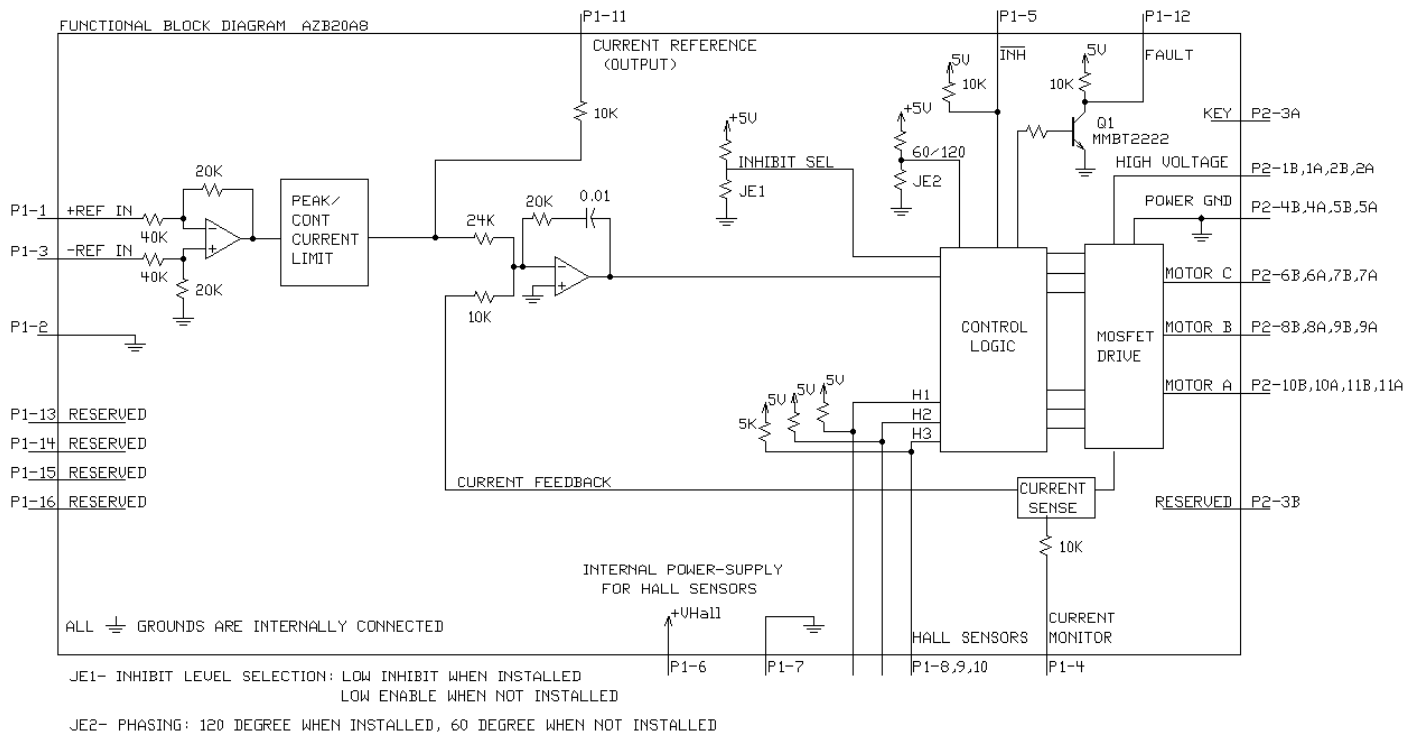 FUNCTIONAL BLOCK DIAGRAM AZB20A8
P1-11
P1-5
P1-12
CURRENT REFERENCE
(OUTPUT)
INH
FAULT
5V
10K
5V
10K
10K
Q1
MMBT2222
KEY P2-3A
+5V
+5V
60/120
JE2
INHIBIT SEL
JE1
HIGH VOLTAGE P2-1B,1A,2B,2A
POWER GND P2-4B,4A,5B,5A
20K
P1-1 +REF IN
40K
P1-3 -REF IN
40K
20K
PEAK/
CONT
CURRENT
LIMIT
24K
20K
0.01
10K
P1-2
CONTROL
LOGIC
MOSFET
DRIVE
MOTOR C P2-6B,6A,7B,7A
MOTOR B P2-8B,8A,9B,9A
MOTOR A P2-10B,10A,11B,11A
5V
5V
5V
5K
H1
H2
H3
P1-13 RESERVED
P1-14 RESERVED
P1-15 RESERVED
P1-16 RESERVED
CURRENT FEEDBACK
CURRENT
SENSE
RESERVED P2-3B
10K
INTERNAL POWER-SUPPLY
FOR HALL SENSORS
+VHall
ALL GROUNDS ARE INTERNALLY CONNECTED
HALL SENSORS
CURRENT
MONITOR
P1-6
P1-7
P1-8,9,10
P1-4
JE1- INHIBIT LEVEL SELECTION: LOW INHIBIT WHEN INSTALLED
LOW ENABLE WHEN NOT INSTALLED
JE2- PHASING: 120 DEGREE WHEN INSTALLED, 60 DEGREE WHEN NOT INSTALLED